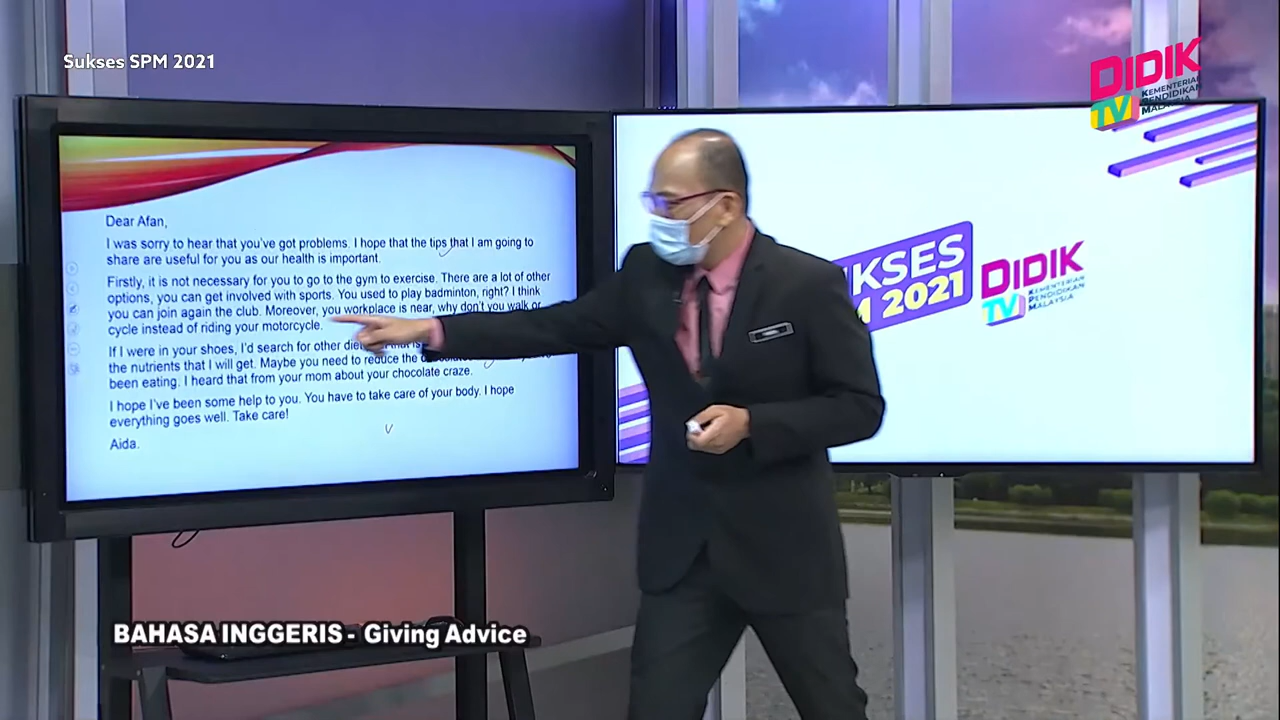 Sukses SPM 2021
DIDIK
TV
KEMENTERIAN
PENDIDIKAN
MALAYSIA
Dear Afan,
I was sorry to hear that you've got problems. I hope that the tips that I am going to
share are useful for you as our health is important.
Firstly, it is not necessary for you to go to the gym to exercise. There are a lot of other
options, you can get involved with sports. You used to play badminton, right? I think
you can join again the club. Moreover, you workplace is near, why don't you walk or
cycle instead of riding your motorcycle.
If I were in your shoes, I'd search for other
the nutrients that I will get. Maybe you need to reduce the
been eating. I heard that from your mom about your chocolate craze.
I hope I've been some help to you. You have to take care of your body. I hope
everything goes well. Take care!
Aida.
KSES
2021
DIDIK
TV
KEMENTERIAN
PENDIDIKAN
MALAYSIA
BAHASA INGGERIS - Giving Advice